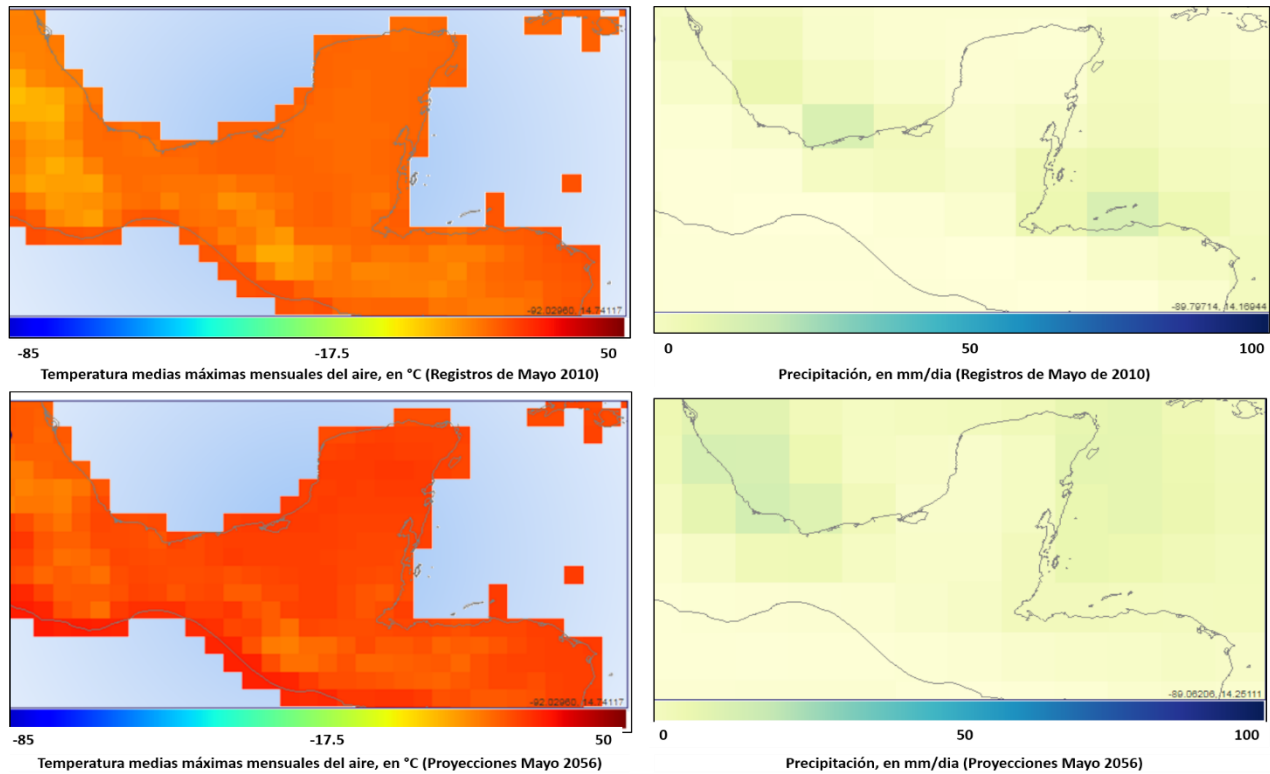 -92.02960, 14.74117
-85 -17.5 50
Temperatura medias máximas mensuales del aire, en °C (Registros de Mayo 2010)
-89.79714, 14.16944
0 50 100
Precipitación, en mm/dia (Registros de Mayo de 2010)
-92.02960, 14.74117
-85 -17.5 50
Temperatura medias máximas mensuales del aire, en °C (Proyecciones Mayo 2056)
-89.06206, 14.25111
0 50 100
Precipitación, en mm/dia (Proyecciones Mayo 2056)